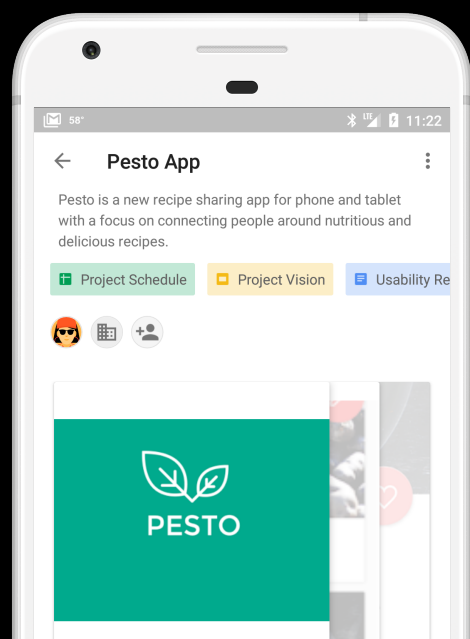 58°
LTE
11:22
Pesto App
Pesto is a new recipe sharing app for phone and tablet
with a focus on connecting people around nutritious and
delicious recipes.
Project Schedule
Project Vision
Usability Re
PESTO